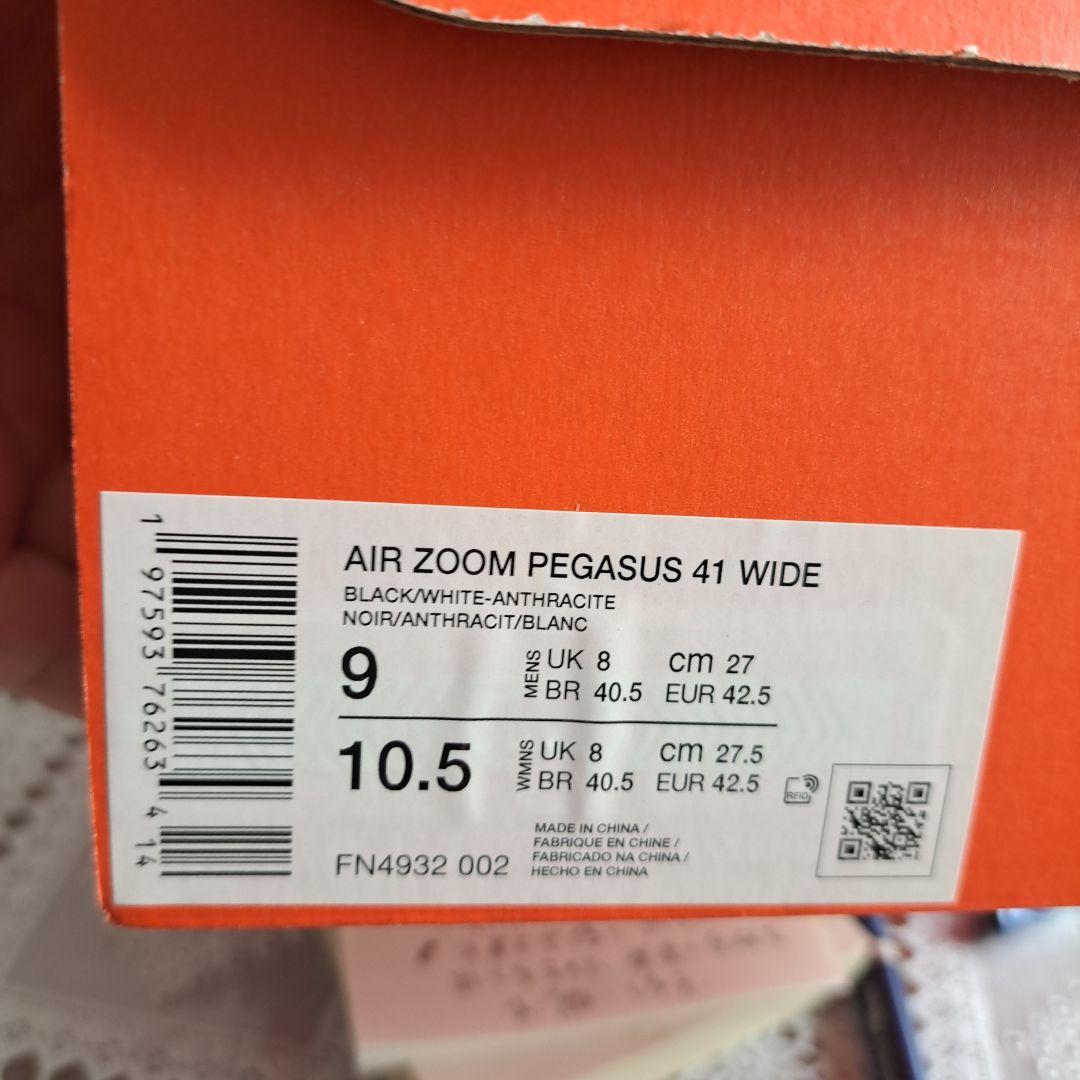 AIR ZOOM PEGASUS 41 WIDE
BLACK/WHITE-ANTHRACITE
NOIR/ANTHRACIT/BLANC
9 MENS UK 8 cm 27
BR 40.5 EUR 42.5
10.5 WMNS UK 8 cm 27.5
BR 40.5 EUR 42.5
RFID
MADE IN CHINA /
FABRIQUE EN CHINE /
FABRICADO NA CHINA /
HECHO EN CHINA
FN4932 002
1 97593 76263 4 14